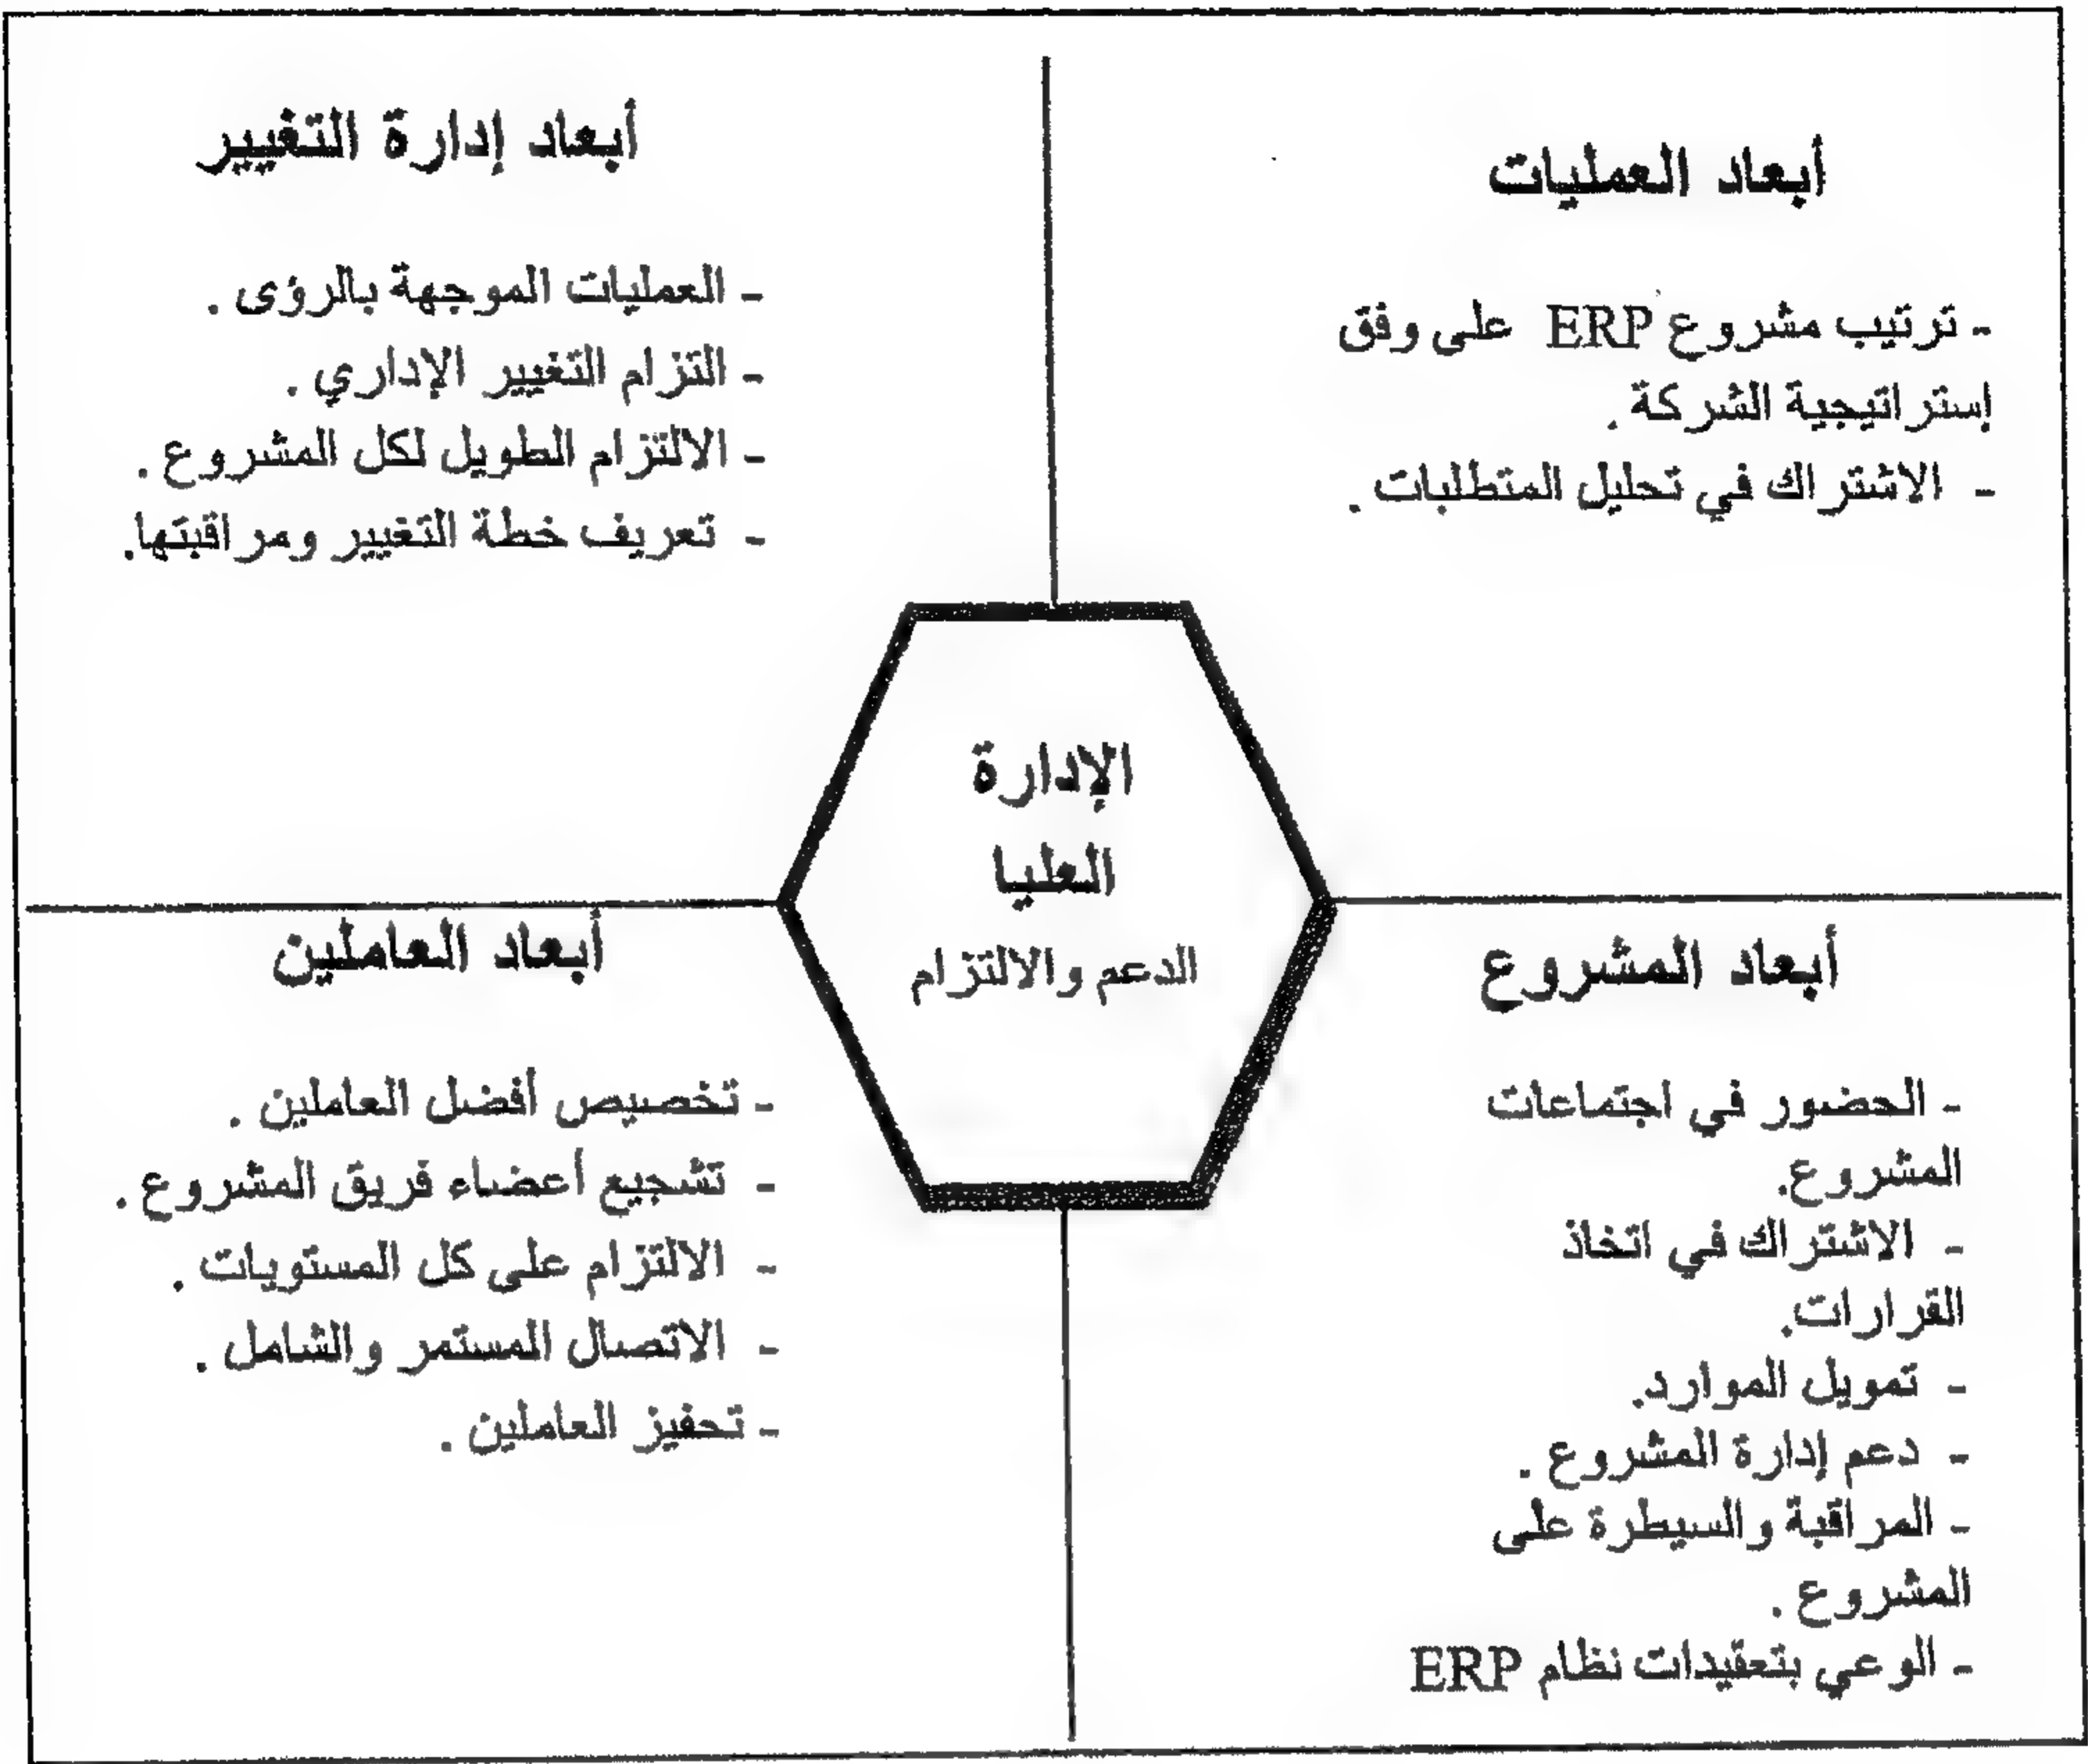 أبعاد العمليات
- ترتيب مشروع ERP على وفق
إستراتيجية الشركة .
- الاشتراك في تحليل المتطلبات .
أبعاد إدارة التغيير
- العمليات الموجهة بالرؤى .
- التزام التغيير الإداري .
- الالتزام الطويل لكل المشروع .
- تعريف خطة التغيير ومراقبتها.
الإدارة
العليا
الدعم والالتزام
أبعاد المشروع
- الحضور في اجتماعات
المشروع.
- الاشتراك في اتخاذ
القرارات.
- تمويل الموارد.
- دعم إدارة المشروع .
- المراقبة والسيطرة على
المشروع .
- الوعي بتعقيدات نظام ERP
أبعاد العاملين
- تخصيص أفضل العاملين .
- تشجيع أعضاء فريق المشروع .
- الالتزام على كل المستويات .
- الاتصال المستمر والشامل .
- تحفيز العاملين .